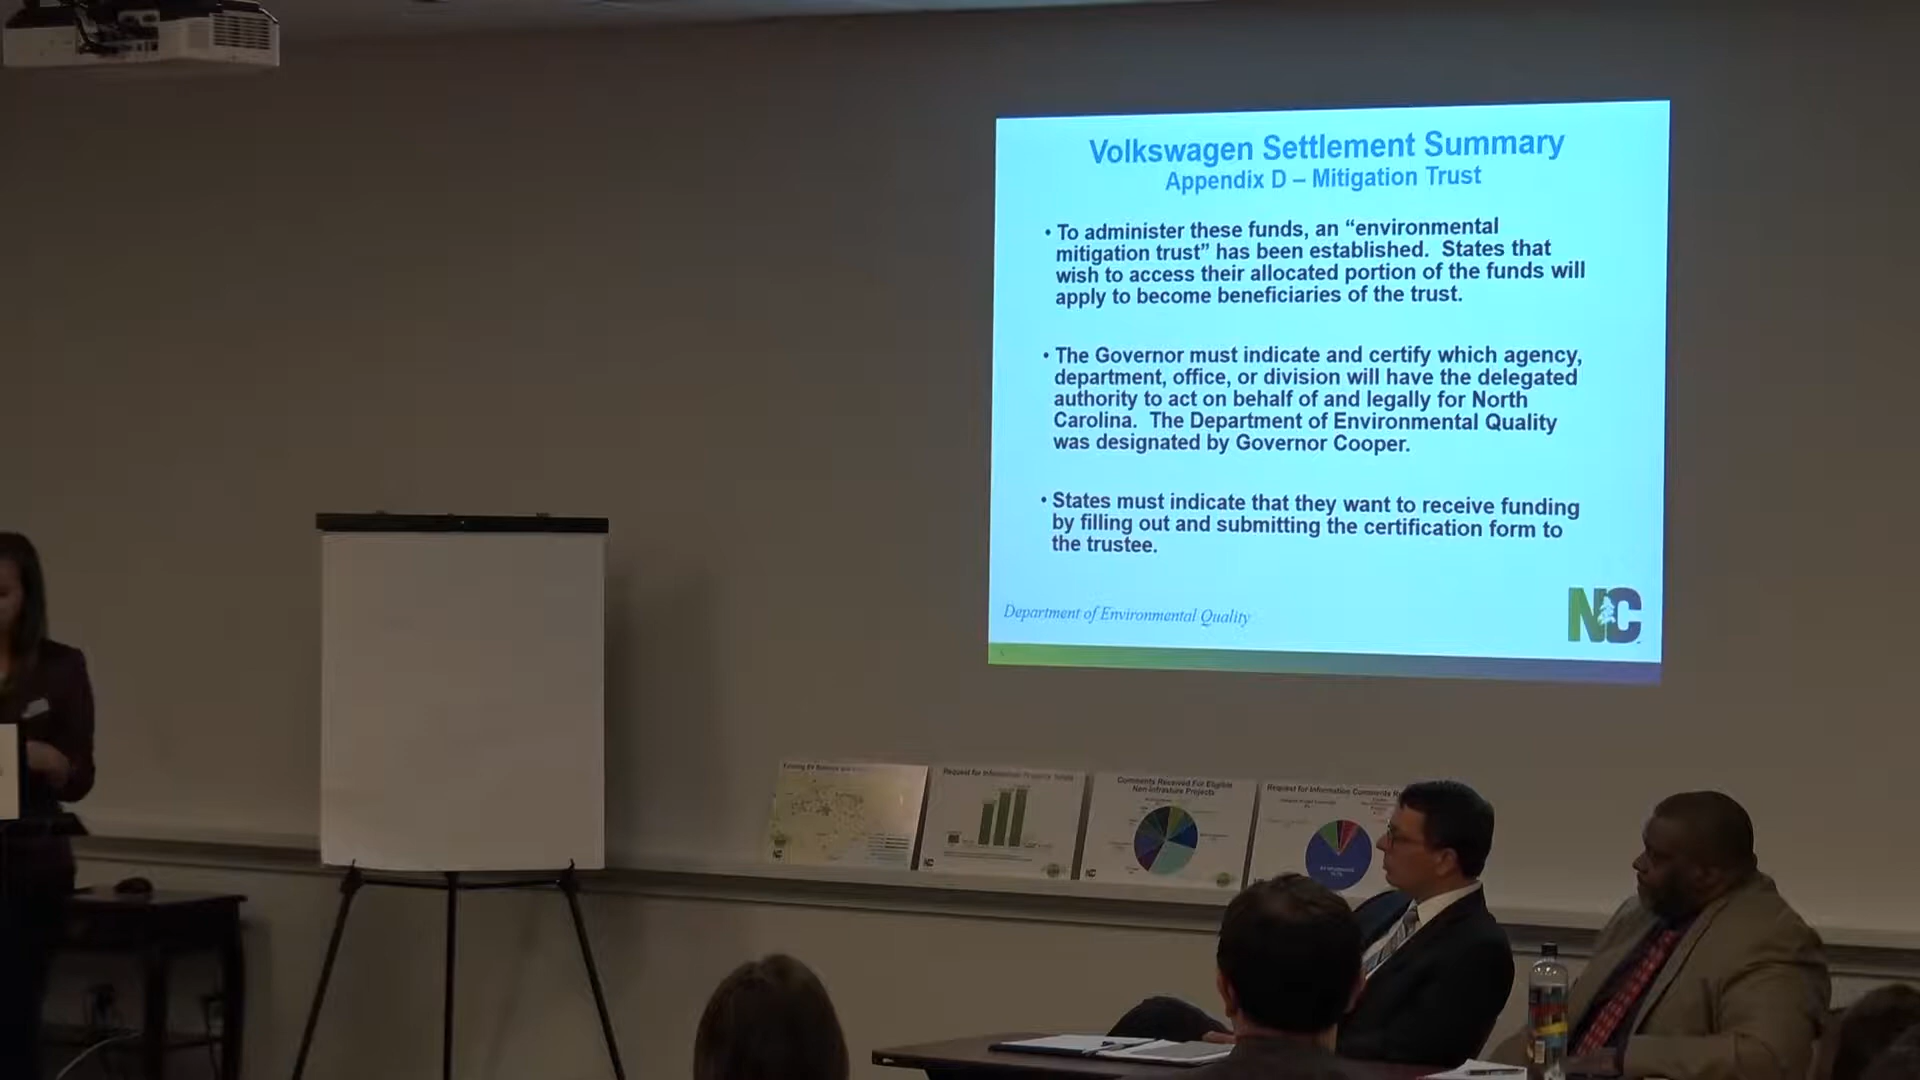 Volkswagen Settlement Summary
Appendix D – Mitigation Trust
• To administer these funds, an “environmental
mitigation trust” has been established. States that
wish to access their allocated portion of the funds will
apply to become beneficiaries of the trust.
• The Governor must indicate and certify which agency,
department, office, or division will have the delegated
authority to act on behalf of and legally for North
Carolina. The Department of Environmental Quality
was designated by Governor Cooper.
• States must indicate that they want to receive funding
by filling out and submitting the certification form to
the trustee.
Department of Environmental Quality
NC
Request for Information
Comments Received For Eligible
Non-Infrasture Projects
Request for Information Comments